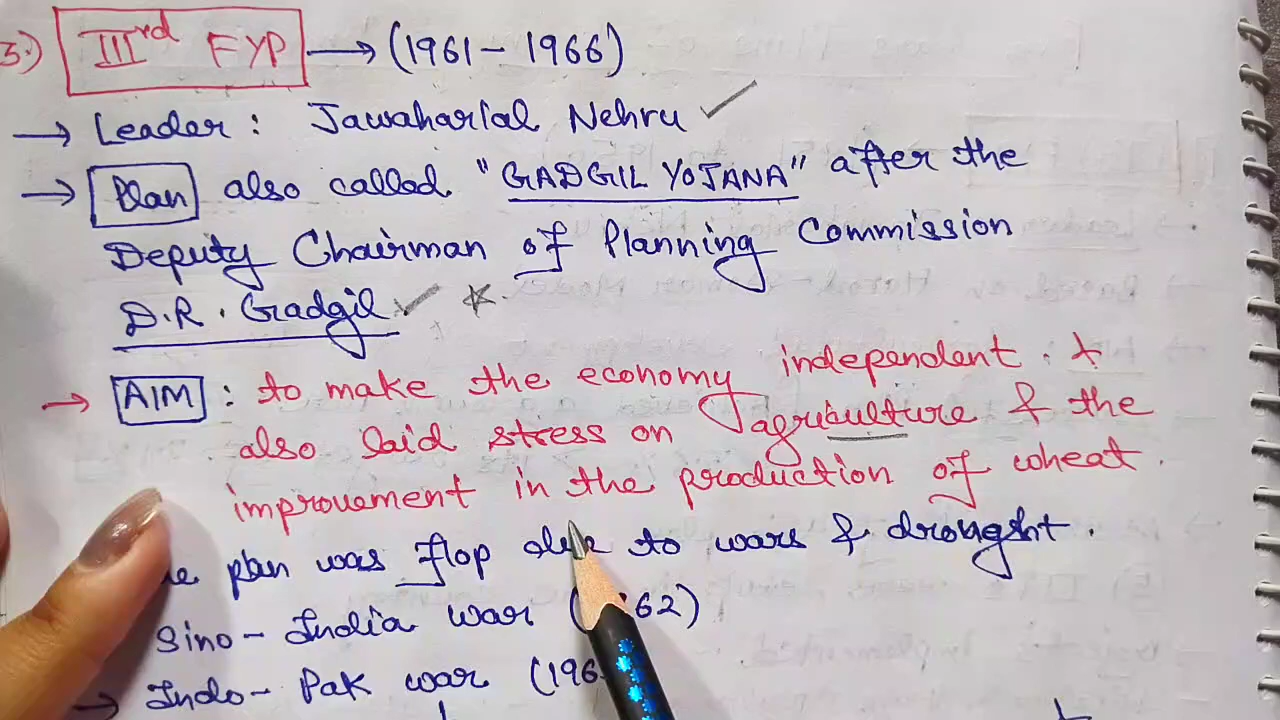 3.) IIIrd FYP → (1961 - 1966)
→ Leader : Jawaharlal Nehru ✓
→ Plan also called "GADGIL YOJANA" after the
Deputy Chairman of Planning Commission
D.R. Gadgil ✓ ☆.
→ AIM : to make the economy independent. &
also laid stress on agriculture & the
improvement in the production of wheat.
plan was flop due to wars & drought.
Sino - India war ( 62)
→ Indo - Pak war (196